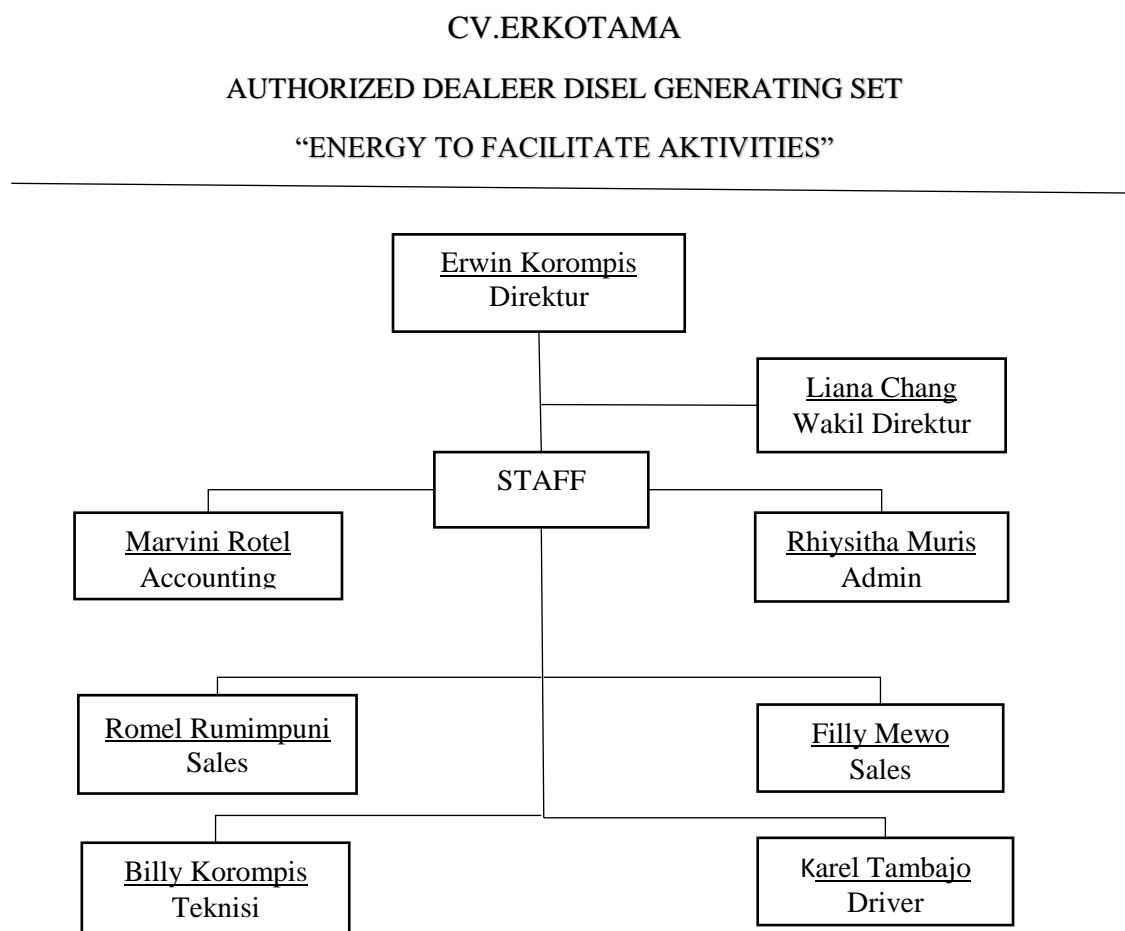 CV.ERKOTAMA
AUTHORIZED DEALEER DISEL GENERATING SET
“ENERGY TO FACILITATE AKTIVITIES”
Erwin Korompis
Direktur
Liana Chang
Wakil Direktur
STAFF
Marvini Rotel
Accounting
Rhiysitha Muris
Admin
Romel Rumimpuni
Sales
Filly Mewo
Sales
Billy Korompis
Teknisi
Karel Tambajo
Driver